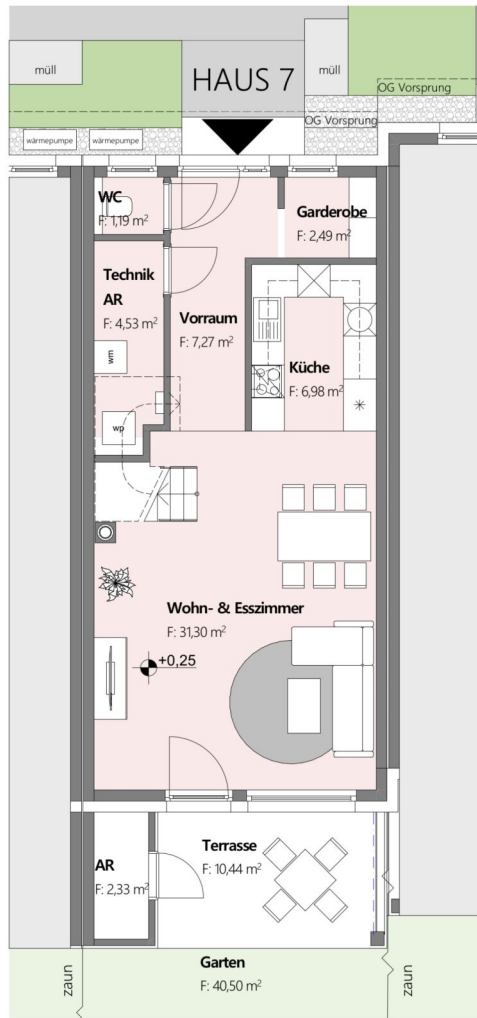 müll
HAUS 7
müll
OG Vorsprung
OG Vorsprung
wärmepumpe
wärmepumpe
WC
F: 1,19 m²
Garderobe
F: 2,49 m²
Technik
AR
F: 4,53 m²
Vorraum
F: 7,27 m²
wm
Küche
F: 6,98 m²
wp
Wohn- & Esszimmer
F: 31,30 m²
+0,25
Terrasse
F: 10,44 m²
AR
F: 2,33 m²
Garten
F: 40,50 m²
zaun
zaun